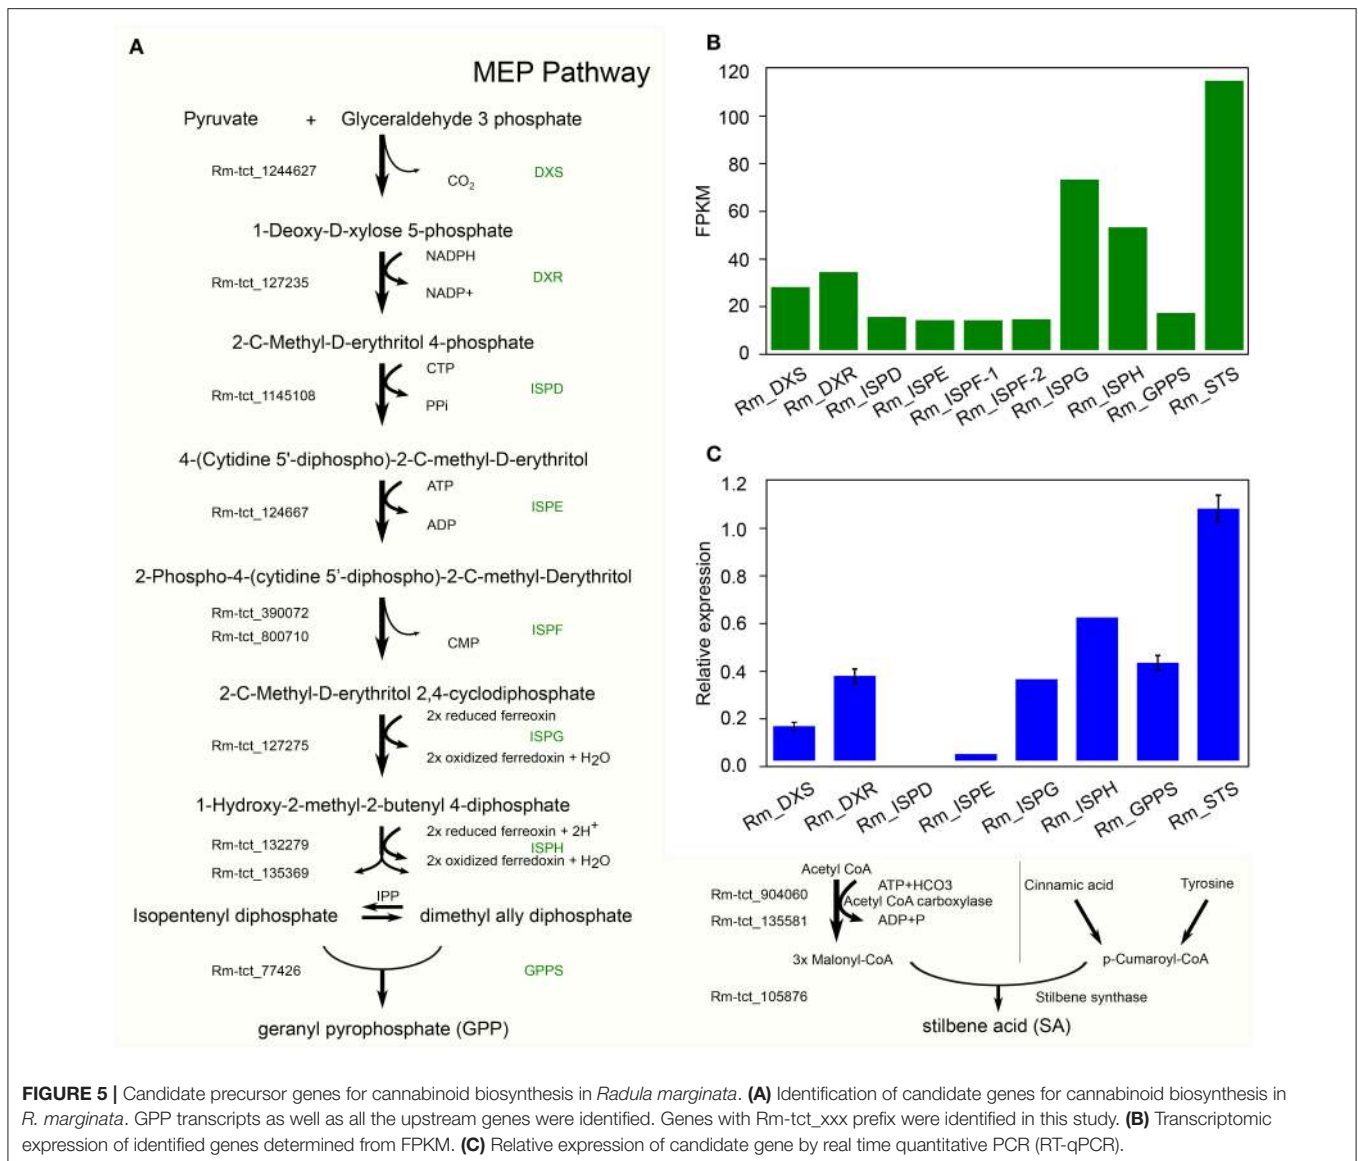 A
MEP Pathway
Pyruvate + Glyceraldehyde 3 phosphate
Rm-tct_1244627
CO2
DXS
1-Deoxy-D-xylose 5-phosphate
NADPH
Rm-tct_127235
DXR
NADP+
2-C-Methyl-D-erythritol 4-phosphate
CTP
Rm-tct_1145108
ISPD
PPi
4-(Cytidine 5'-diphospho)-2-C-methyl-D-erythritol
ATP
Rm-tct_124667
ISPE
ADP
2-Phospho-4-(cytidine 5'-diphospho)-2-C-methyl-Derythritol
Rm-tct_390072
Rm-tct_800710
ISPF
CMP
2-C-Methyl-D-erythritol 2,4-cyclodiphosphate
2x reduced ferreoxin
Rm-tct_127275
ISPG
2x oxidized ferredoxin + H2O
1-Hydroxy-2-methyl-2-butenyl 4-diphosphate
2x reduced ferreoxin + 2H+
Rm-tct_132279
ISPH
2x oxidized ferredoxin + H2O
Rm-tct_135369
IPP
Isopentenyl diphosphate
dimethyl ally diphosphate
Rm-tct_77426
GPPS
geranyl pyrophosphate (GPP)
B
120
100
80
60
40
20
0
FPKM
Rm_DXS
Rm_DXR
Rm_ISPD
Rm_ISPE
Rm_ISPF-1
Rm_ISPF-2
Rm_ISPG
Rm_ISPH
Rm_GPPS
Rm_STS
C
1.2
1.0
0.8
0.6
0.4
0.2
0.0
Relative expression
Rm_DXS
Rm_DXR
Rm_ISPD
Rm_ISPE
Rm_ISPG
Rm_ISPH
Rm_GPPS
Rm_STS
Acetyl CoA
Rm-tct_904060
ATP+HCO3
Acetyl CoA carboxylase
Rm-tct_135581
ADP+P
Cinnamic acid
Tyrosine
3x Malonyl-CoA
p-Cumaroyl-CoA
Rm-tct_105876
Stilbene synthase
stilbene acid (SA)
FIGURE 5 | Candidate precursor genes for cannabinoid biosynthesis in Radula marginata. (A) Identification of candidate genes for cannabinoid biosynthesis in
R. marginata. GPP transcripts as well as all the upstream genes were identified. Genes with Rm-tct_xxx prefix were identified in this study. (B) Transcriptomic
expression of identified genes determined from FPKM. (C) Relative expression of candidate gene by real time quantitative PCR (RT-qPCR).